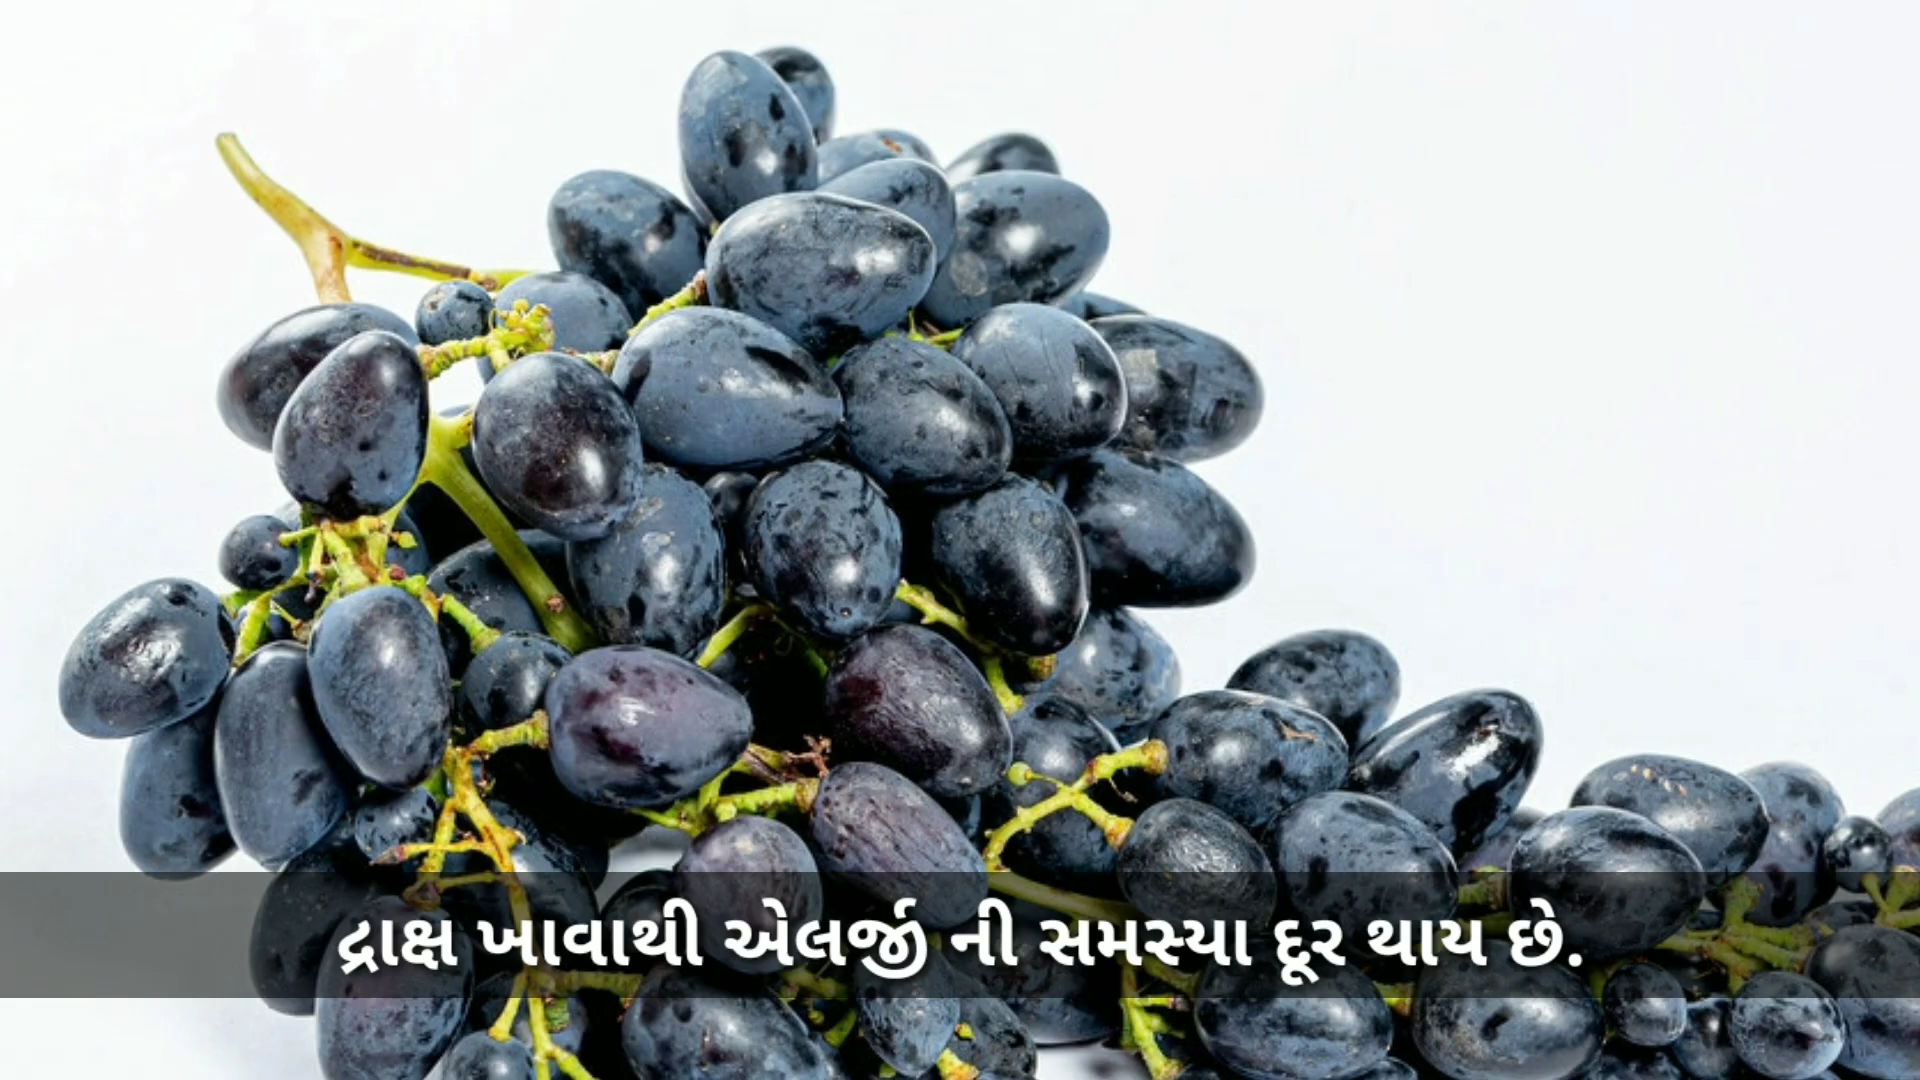 દ્રાક્ષ ખાવાથી એલર્જી ની સમસ્યા દૂર થાય છે.